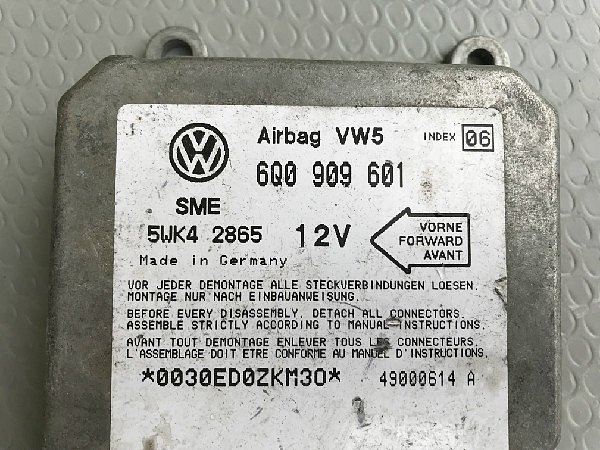 Airbag VW5 INDEX 06
6Q0 909 601
SME
5WK4 2865 12V
VORNE
FORWARD
AVANT
Made in Germany
VOR JEDER DEMONTAGE ALLE STECKVERBINDUNGEN LOESEN.
MONTAGE NUR NACH EINBAUANWEISUNG.
BEFORE EVERY DISASSEMBLY, DETACH ALL CONNECTORS.
ASSEMBLE STRICTLY ACCORDING TO MANUAL-INSTRUCTIONS.
AVANT TOUT DEMONTAGE ENLEVER TOUS LES CONNECTEURS.
L'ASSEMBLAGE DOIT ETRE CONFORME AU MANUEL D'INSTRUCTIONS.
*0030ED0ZKM30* 49000614 A